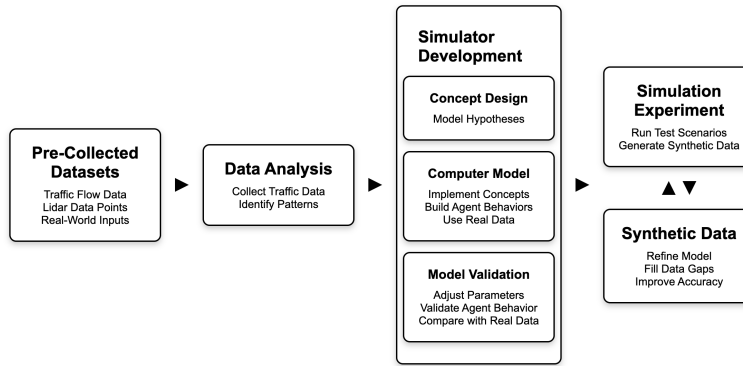 Pre-Collected
Datasets
Traffic Flow Data
Lidar Data Points
Real-World Inputs
Data Analysis
Collect Traffic Data
Identify Patterns
Simulator
Development
Concept Design
Model Hypotheses
Computer Model
Implement Concepts
Build Agent Behaviors
Use Real Data
Model Validation
Adjust Parameters
Validate Agent Behavior
Compare with Real Data
Simulation
Experiment
Run Test Scenarios
Generate Synthetic Data
Synthetic Data
Refine Model
Fill Data Gaps
Improve Accuracy